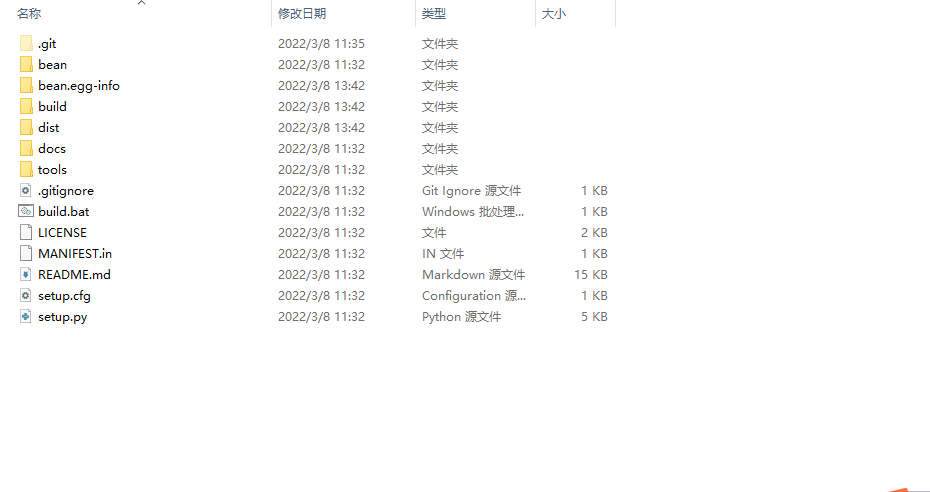 名称 修改日期 类型 大小
.git 2022/3/8 11:35 文件夹
bean 2022/3/8 11:32 文件夹
bean.egg-info 2022/3/8 13:42 文件夹
build 2022/3/8 13:42 文件夹
dist 2022/3/8 13:42 文件夹
docs 2022/3/8 11:32 文件夹
tools 2022/3/8 11:32 文件夹
.gitignore 2022/3/8 11:32 Git Ignore 源文件 1 KB
build.bat 2022/3/8 11:32 Windows 批处理... 1 KB
LICENSE 2022/3/8 11:32 文件 2 KB
MANIFEST.in 2022/3/8 11:32 IN 文件 1 KB
README.md 2022/3/8 11:32 Markdown 源文件 15 KB
setup.cfg 2022/3/8 11:32 Configuration 源... 1 KB
setup.py 2022/3/8 11:32 Python 源文件 5 KB